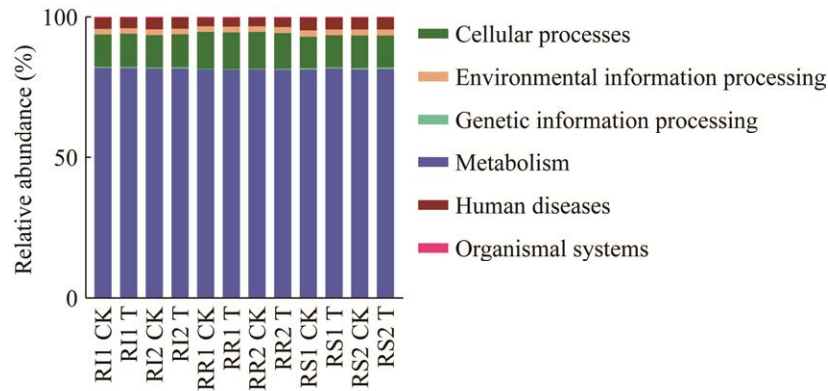 Relative abundance (%)
100
50
0
RI1 CK
RI1 T
RI2 CK
RI2 T
RR1 CK
RR1 T
RR2 CK
RR2 T
RS1 CK
RS1 T
RS2 CK
RS2 T
Cellular processes
Environmental information processing
Genetic information processing
Metabolism
Human diseases
Organismal systems